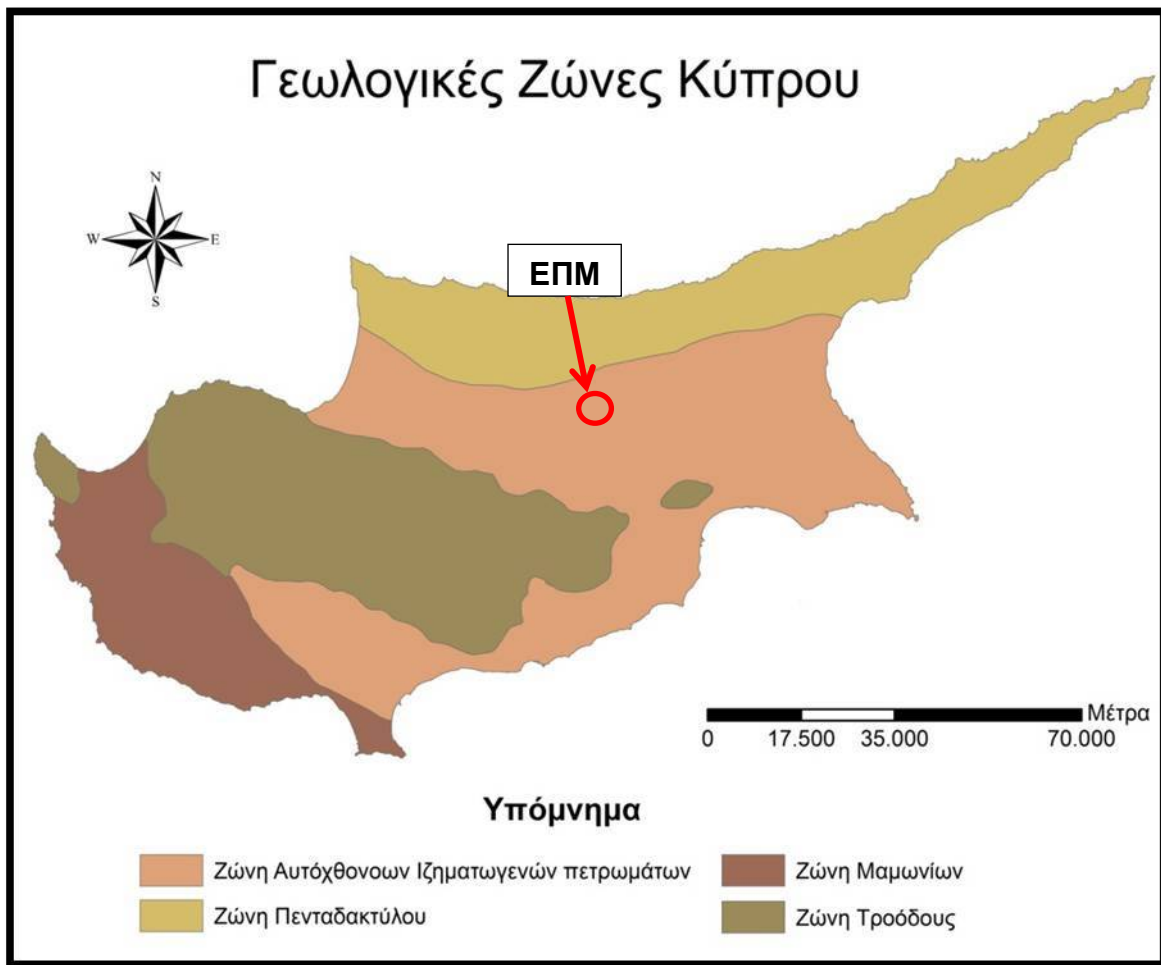 Γεωλογικές Ζώνες Κύπρου
N
W E
S
ΕΠΜ
Μέτρα
0 17.500 35.000 70.000
Υπόμνημα
Ζώνη Αυτόχθονοων Ιζηματωγενών πετρωμάτων
Ζώνη Μαμωνίων
Ζώνη Πενταδακτύλου
Ζώνη Τροόδους